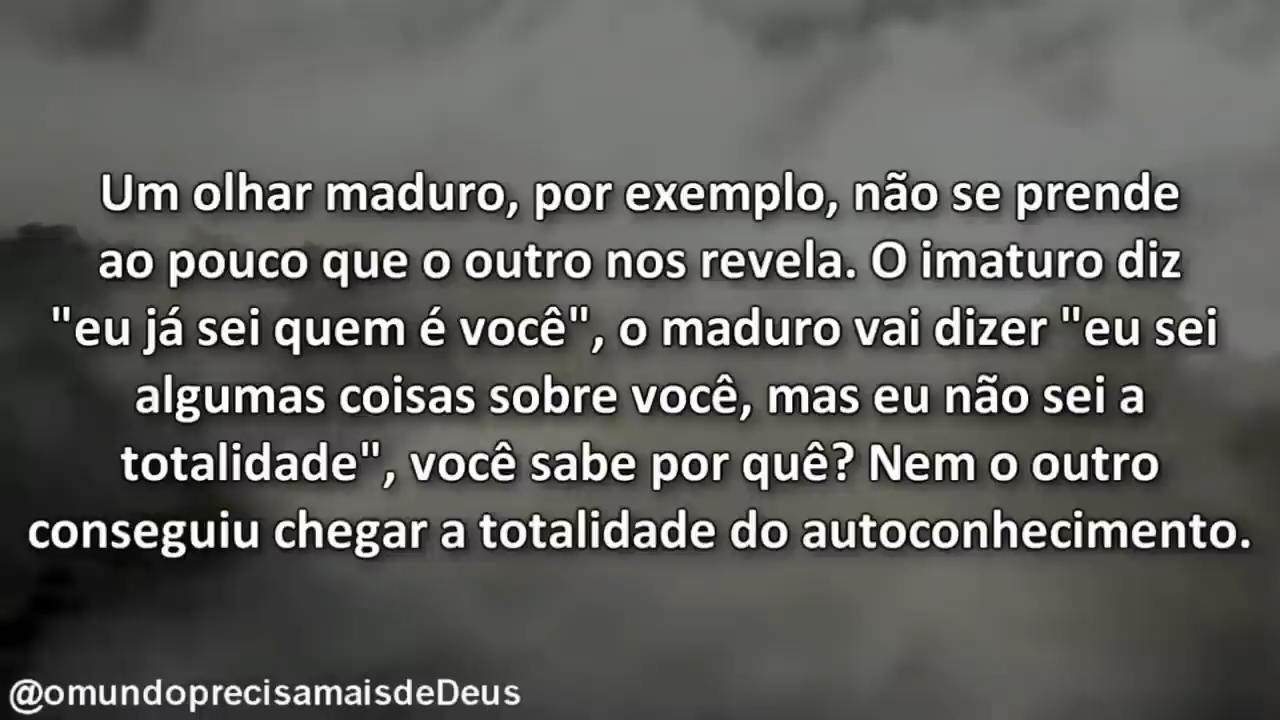 Um olhar maduro, por exemplo, não se prende
ao pouco que o outro nos revela. O imaturo diz
"eu já sei quem é você", o maduro vai dizer "eu sei
algumas coisas sobre você, mas eu não sei a
totalidade", você sabe por quê? Nem o outro
conseguiu chegar a totalidade do autoconhecimento.
@omundoprecisamaisdeDeus